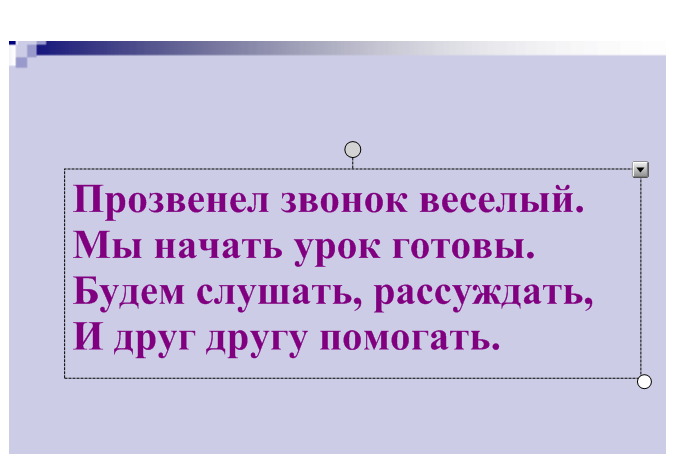 Прозвенел звонок веселый.
Мы начать урок готовы.
Будем слушать, рассуждать,
И друг другу помогать.